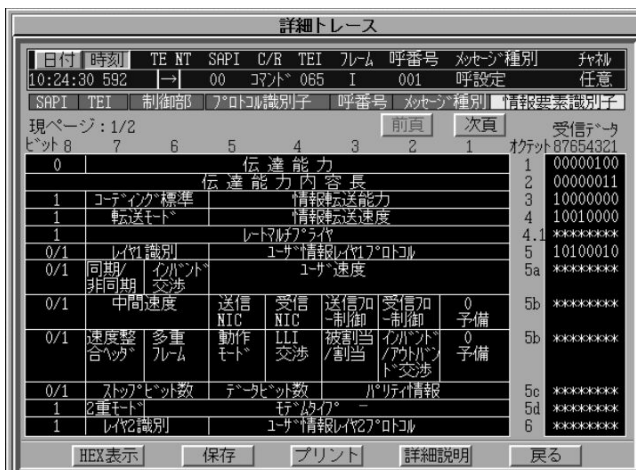 詳細トレース
日付 時刻 TE NT SAPI C/R TEI フレーム 呼番号 メッセージ種別 チャネル
10:24:30 592 → 00 コマンド 065 I 001 呼設定 任意
SAPI TEI 制御部 プロトコル識別子 呼番号 メッセージ種別 情報要素識別子
現ページ:1/2 前頁 次頁 受信データ
ビット 8 7 6 5 4 3 2 1 オクテット 87654321
0 伝達能力 1 00000100
伝達能力内容長 2 00000011
1 コーディング標準 情報転送能力 3 10000000
1 転送モード 情報転送速度 4 10010000
1 レートマルチプライヤ 4.1 ********
0/1 レイヤ1識別 ユーザ情報レイヤ1プロトコル 5 10100010
0/1 同期/非同期 インバンド交渉 ユーザ速度 5a ********
0/1 中間速度 送信NIC 受信NIC 送信フロー制御 受信フロー制御 0予備 5b ********
0/1 速度整合ヘッダ 多重フレーム 動作モード LLI交渉 被割当/割当 インバンド/アウトバンド交渉 0予備 5b ********
0/1 ストップビット数 データビット数 パリティ情報 5c ********
1 2重モード モデムタイプ 5d ********
1 レイヤ2識別 ユーザ情報レイヤ2プロトコル 6 ********
HEX表示 保存 プリント 詳細説明 戻る